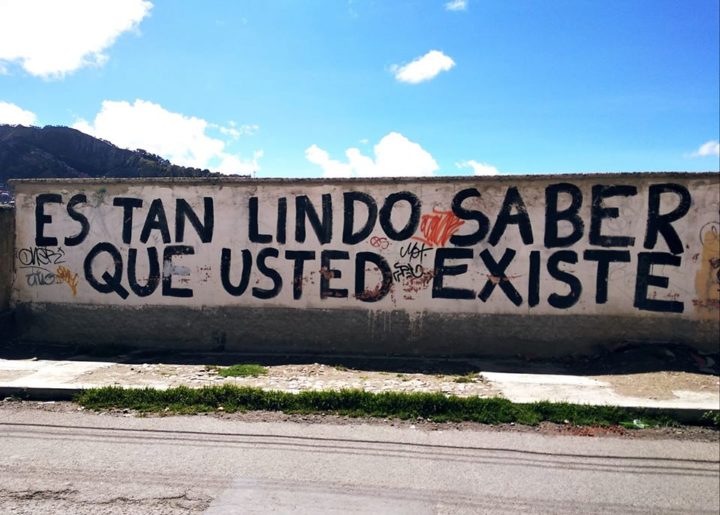 ES TAN LINDO SABER
QUE USTED EXISTE